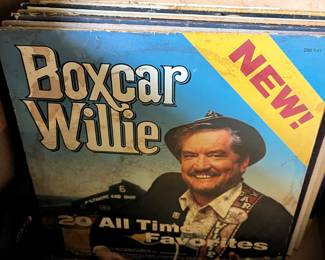 Boxcar
Willie
NEW!
20 All Time
Favorites